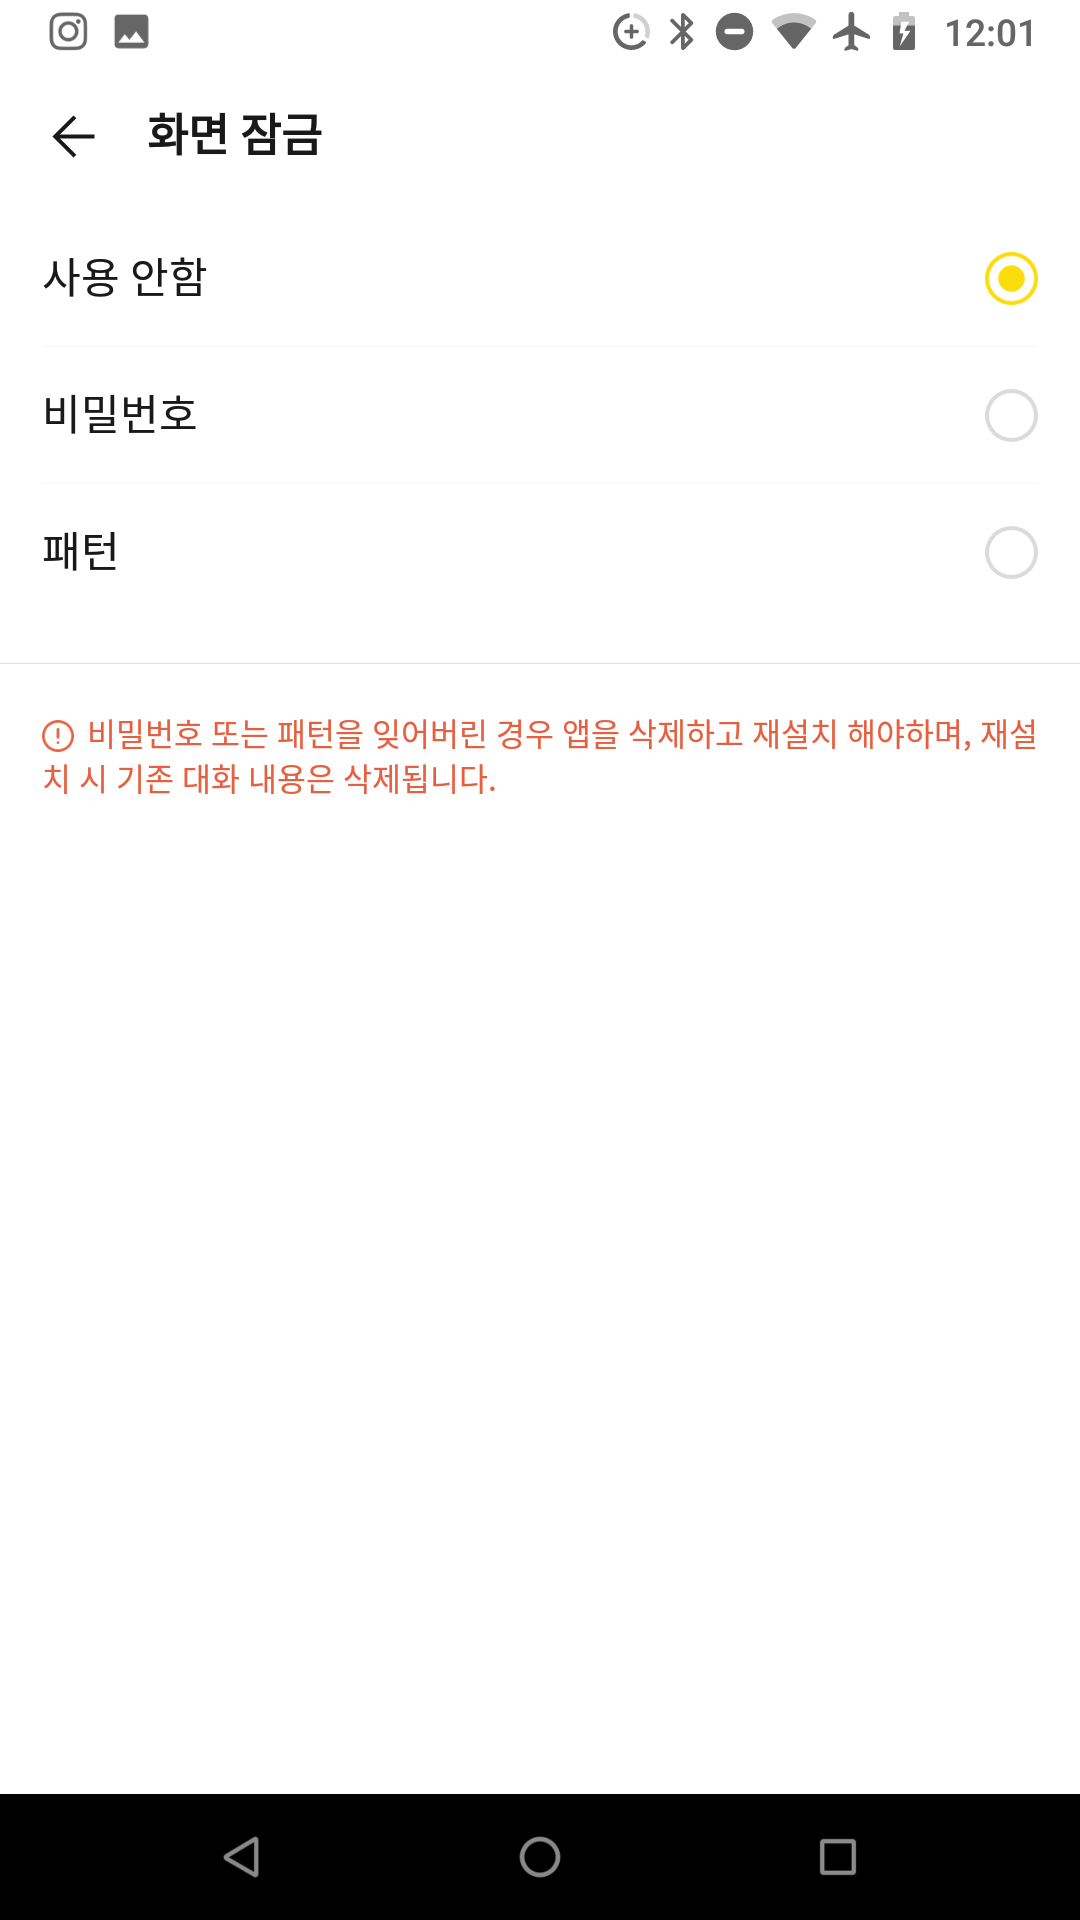 12:01
화면 잠금
사용 안함
비밀번호
패턴
비밀번호 또는 패턴을 잊어버린 경우 앱을 삭제하고 재설치 해야하며, 재설
치 시 기존 대화 내용은 삭제됩니다.